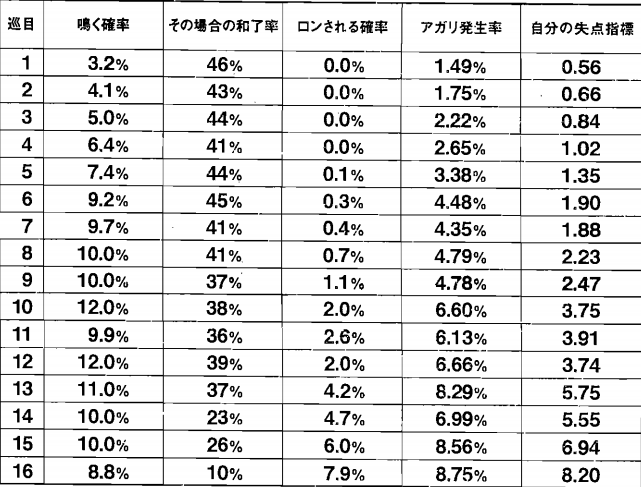 巡目 鳴く確率 その場合の和了率 ロンされる確率 アガリ発生率 自分の失点指標
1 3.2% 46% 0.0% 1.49% 0.56
2 4.1% 43% 0.0% 1.75% 0.66
3 5.0% 44% 0.0% 2.22% 0.84
4 6.4% 41% 0.0% 2.65% 1.02
5 7.4% 44% 0.1% 3.38% 1.35
6 9.2% 45% 0.3% 4.48% 1.90
7 9.7% 41% 0.4% 4.35% 1.88
8 10.0% 41% 0.7% 4.79% 2.23
9 10.0% 37% 1.1% 4.78% 2.47
10 12.0% 38% 2.0% 6.60% 3.75
11 9.9% 36% 2.6% 6.13% 3.91
12 12.0% 39% 2.0% 6.66% 3.74
13 11.0% 37% 4.2% 8.29% 5.75
14 10.0% 23% 4.7% 6.99% 5.55
15 10.0% 26% 6.0% 8.56% 6.94
16 8.8% 10% 7.9% 8.75% 8.20